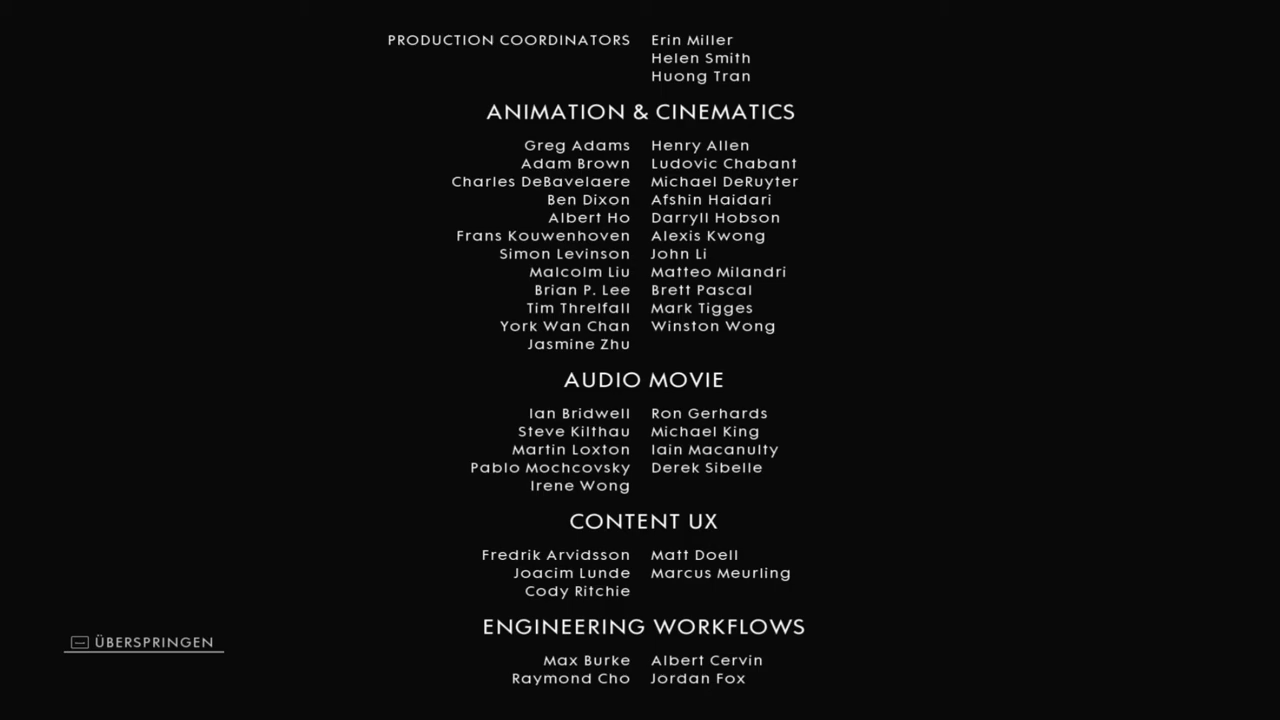 PRODUCTION COORDINATORS Erin Miller
Helen Smith
Huong Tran
ANIMATION & CINEMATICS
Greg Adams Henry Allen
Adam Brown Ludovic Chabant
Charles DeBavelaere Michael DeRuyter
Ben Dixon Afshin Haidari
Albert Ho Darryll Hobson
Frans Kouwenhoven Alexis Kwong
Simon Levinson John Li
Malcolm Liu Matteo Milandri
Brian P. Lee Brett Pascal
Tim Threlfall Mark Tigges
York Wan Chan Winston Wong
Jasmine Zhu
AUDIO MOVIE
Ian Bridwell Ron Gerhards
Steve Kilthau Michael King
Martin Loxton Iain Macanulty
Pablo Mochcovsky Derek Sibelle
Irene Wong
CONTENT UX
Fredrik Arvidsson Matt Doell
Joacim Lunde Marcus Meurling
Cody Ritchie
ENGINEERING WORKFLOWS
ÜBERSPRINGEN
Max Burke Albert Cervin
Raymond Cho Jordan Fox